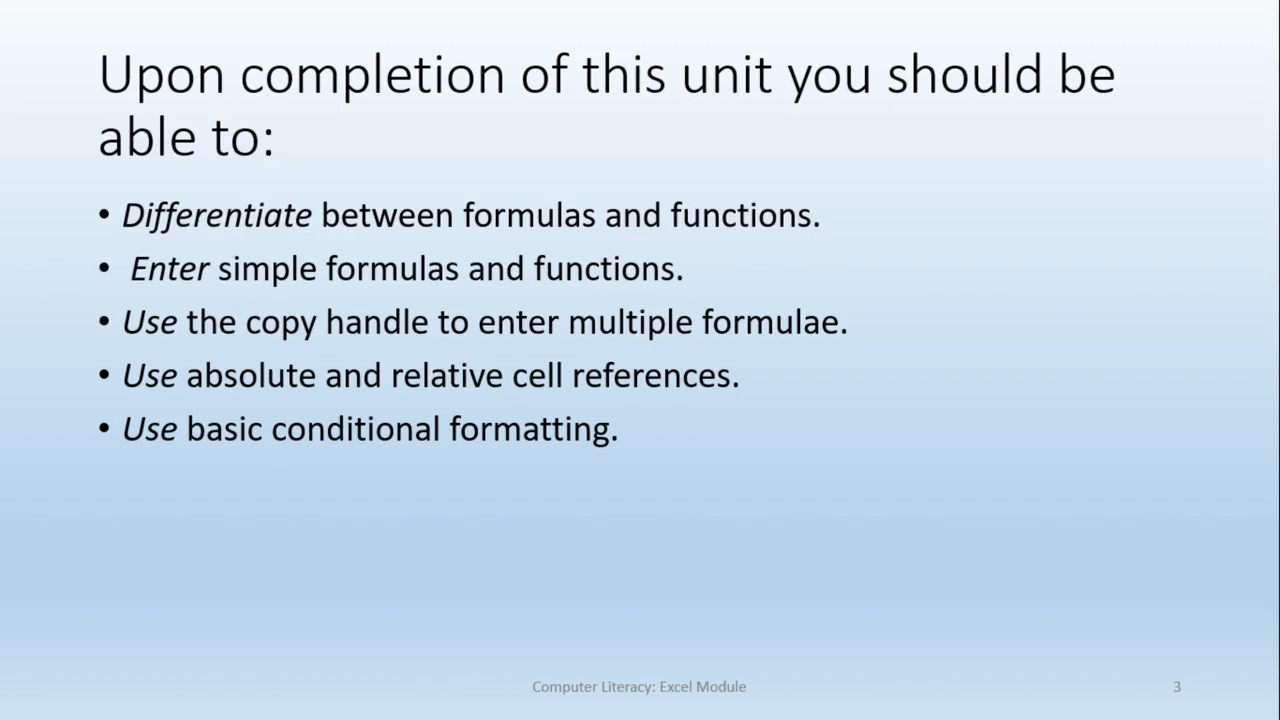 Upon completion of this unit you should be
able to:
• Differentiate between formulas and functions.
• Enter simple formulas and functions.
• Use the copy handle to enter multiple formulae.
• Use absolute and relative cell references.
• Use basic conditional formatting.
Computer Literacy: Excel Module
3